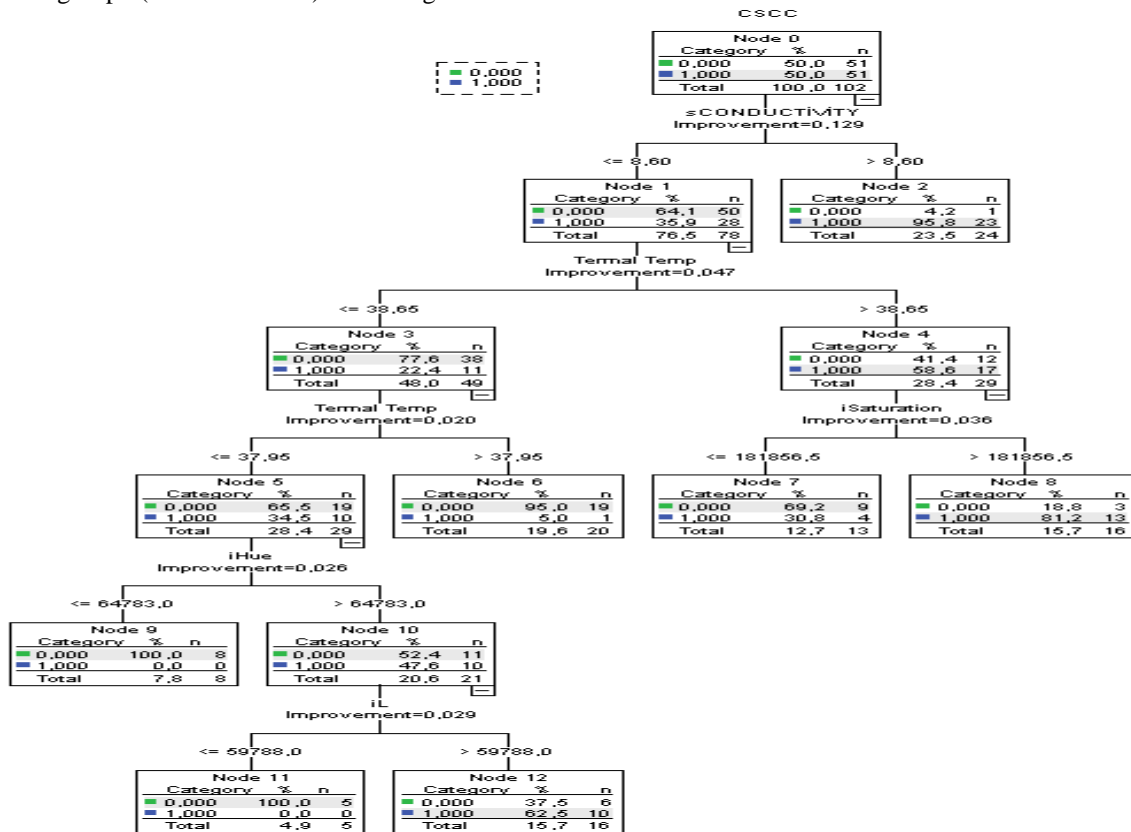 CSCC
Node 0
Category % n
0,000 50,0 51
1,000 50,0 51
Total 100,0 102
0,000
1,000
sCONDUCTİVİTY
Improvement=0,129
<= 8,60 > 8,60
Node 1
Category % n
0,000 64,1 50
1,000 35,9 28
Total 76,5 78
Node 2
Category % n
0,000 4,2 1
1,000 95,8 23
Total 23,5 24
Termal Temp
Improvement=0,047
<= 38,65 > 38,65
Node 3
Category % n
0,000 77,6 38
1,000 22,4 11
Total 48,0 49
Node 4
Category % n
0,000 41,4 12
1,000 58,6 17
Total 28,4 29
Termal Temp
Improvement=0,020
iSaturation
Improvement=0,036
<= 37,95 > 37,95
<= 181856,5 > 181856,5
Node 5
Category % n
0,000 65,5 19
1,000 34,5 10
Total 28,4 29
Node 6
Category % n
0,000 95,0 19
1,000 5,0 1
Total 19,6 20
Node 7
Category % n
0,000 69,2 9
1,000 30,8 4
Total 12,7 13
Node 8
Category % n
0,000 18,8 3
1,000 81,2 13
Total 15,7 16
iHue
Improvement=0,026
<= 64783,0 > 64783,0
Node 9
Category % n
0,000 100,0 8
1,000 0,0 0
Total 7,8 8
Node 10
Category % n
0,000 52,4 11
1,000 47,6 10
Total 20,6 21
iL
Improvement=0,029
<= 59788,0 > 59788,0
Node 11
Category % n
0,000 100,0 5
1,000 0,0 0
Total 4,9 5
Node 12
Category % n
0,000 37,5 6
1,000 62,5 10
Total 15,7 16